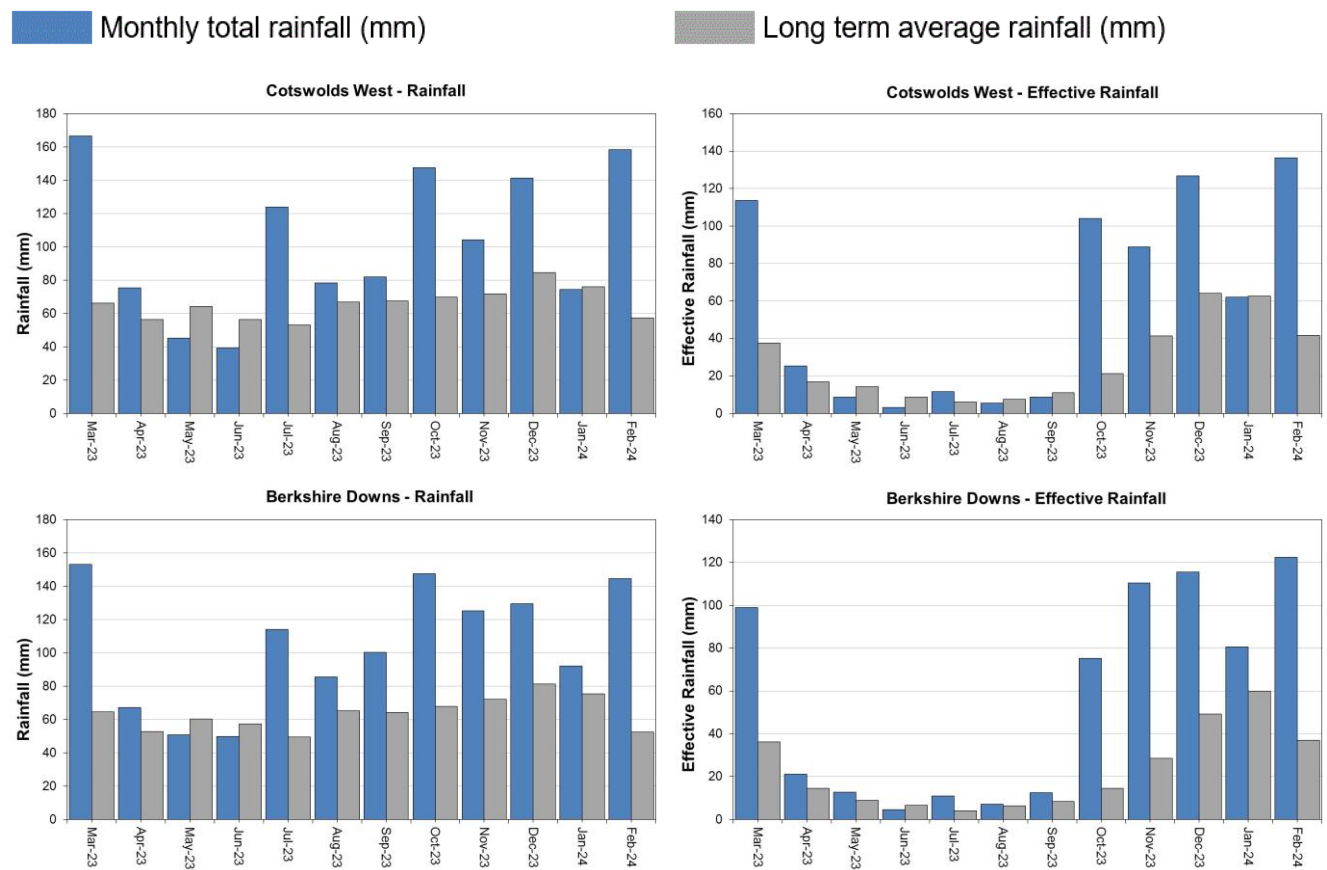 Monthly total rainfall (mm)
Long term average rainfall (mm)
Cotswolds West - Rainfall
Rainfall (mm)
180
160
140
120
100
80
60
40
20
0
Mar-23
Apr-23
May-23
Jun-23
Jul-23
Aug-23
Sep-23
Oct-23
Nov-23
Dec-23
Jan-24
Feb-24
Cotswolds West - Effective Rainfall
Effective Rainfall (mm)
160
140
120
100
80
60
40
20
0
Mar-23
Apr-23
May-23
Jun-23
Jul-23
Aug-23
Sep-23
Oct-23
Nov-23
Dec-23
Jan-24
Feb-24
Berkshire Downs - Rainfall
Rainfall (mm)
180
160
140
120
100
80
60
40
20
0
Mar-23
Apr-23
May-23
Jun-23
Jul-23
Aug-23
Sep-23
Oct-23
Nov-23
Dec-23
Jan-24
Feb-24
Berkshire Downs - Effective Rainfall
Effective Rainfall (mm)
140
120
100
80
60
40
20
0
Mar-23
Apr-23
May-23
Jun-23
Jul-23
Aug-23
Sep-23
Oct-23
Nov-23
Dec-23
Jan-24
Feb-24